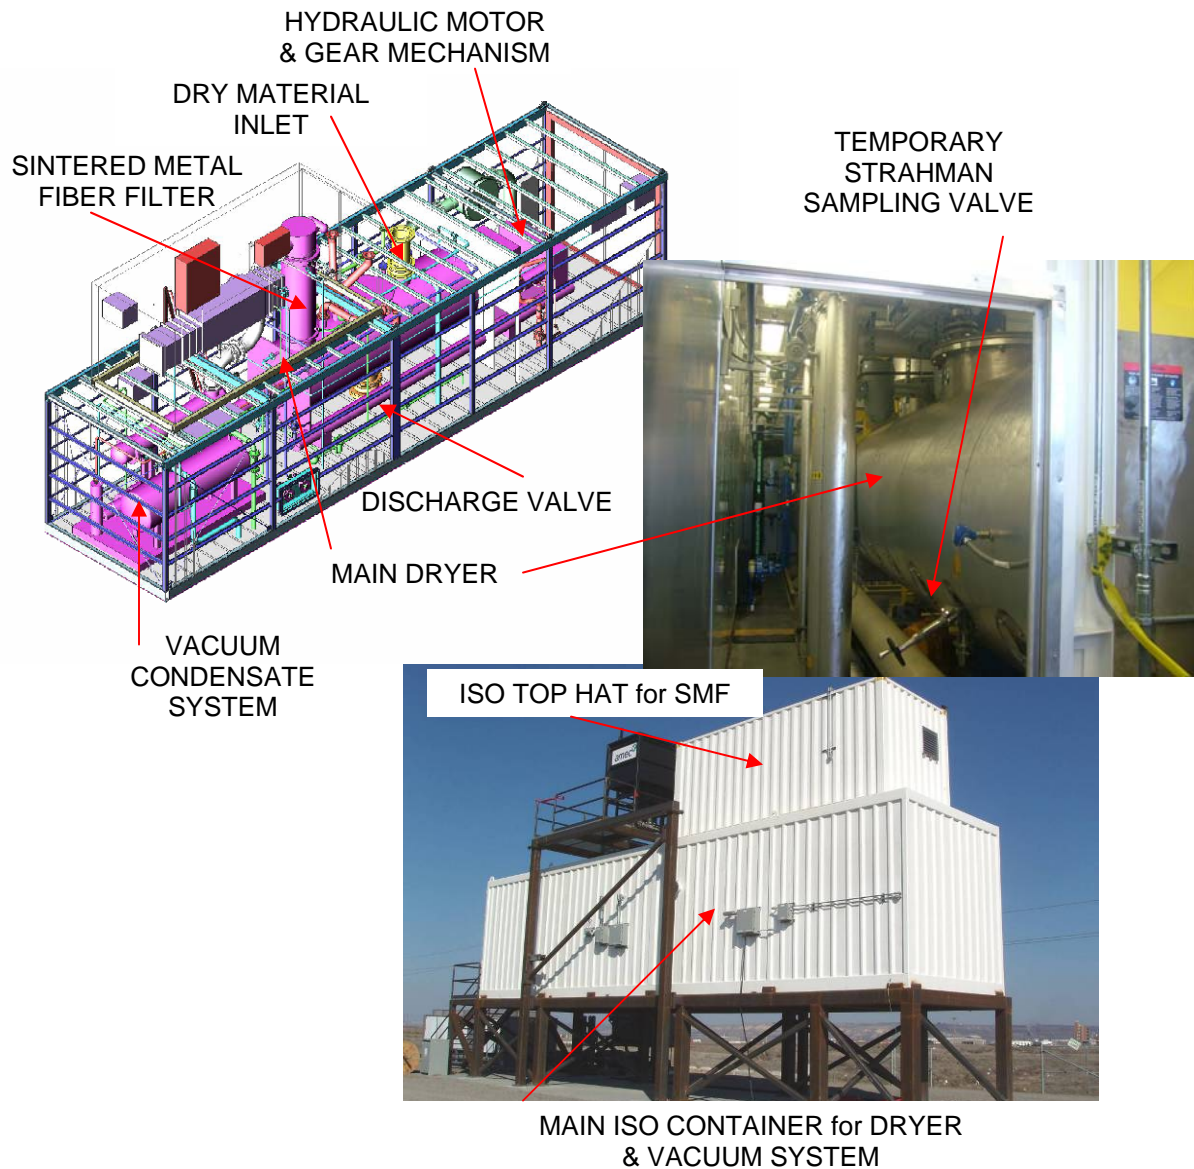 HYDRAULIC MOTOR
& GEAR MECHANISM
DRY MATERIAL
INLET
SINTERED METAL
FIBER FILTER
TEMPORARY
STRAHMAN
SAMPLING VALVE
DISCHARGE VALVE
MAIN DRYER
VACUUM
CONDENSATE
SYSTEM
ISO TOP HAT for SMF
amec
MAIN ISO CONTAINER for DRYER
& VACUUM SYSTEM